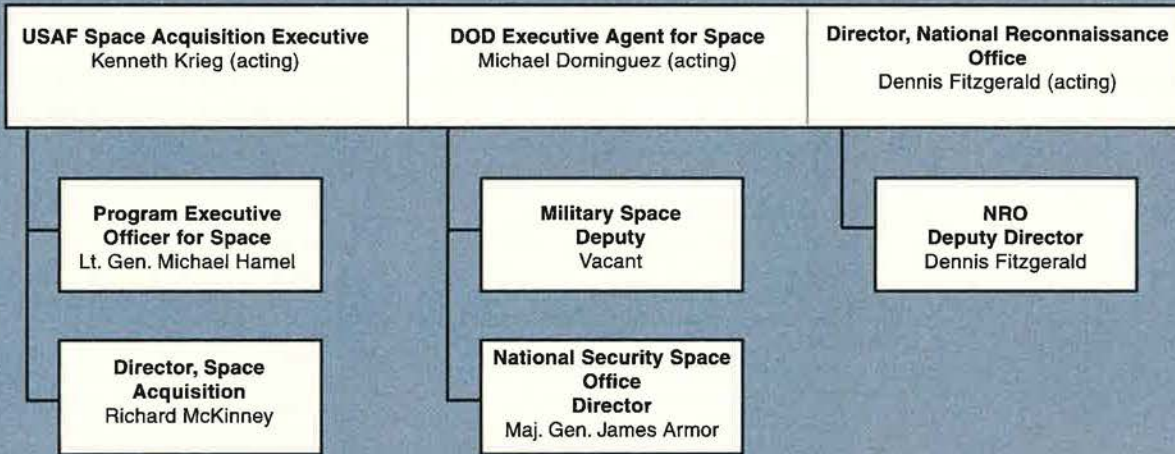 USAF Space Acquisition Executive
Kenneth Krieg (acting)
DOD Executive Agent for Space
Michael Dominguez (acting)
Director, National Reconnaissance
Office
Dennis Fitzgerald (acting)
Program Executive
Officer for Space
Lt. Gen. Michael Hamel
Director, Space
Acquisition
Richard McKinney
Military Space
Deputy
Vacant
National Security Space
Office
Director
Maj. Gen. James Armor
NRO
Deputy Director
Dennis Fitzgerald